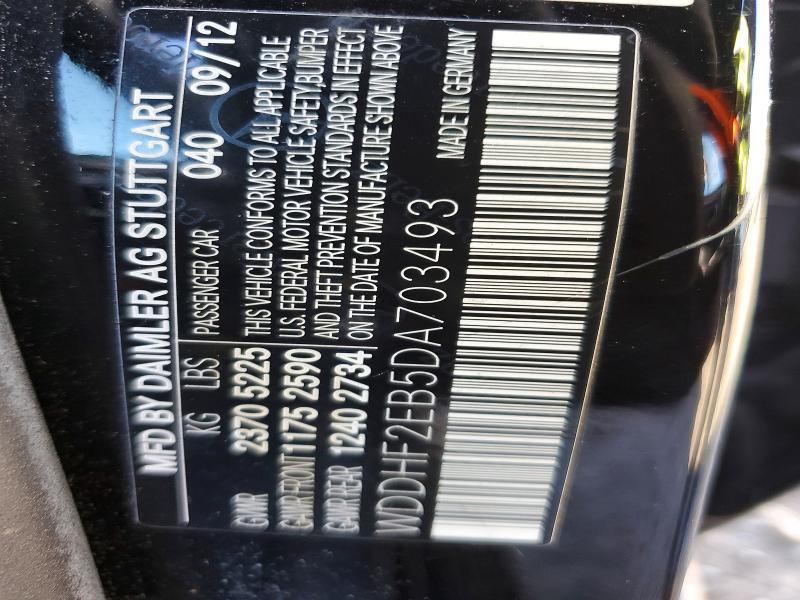 MFD BY DAIMLER AG STUTTGART
KG LBS PASSENGER CAR 040 09/12
GVWR 2370 5225 THIS VEHICLE CONFORMS TO ALL APPLICABLE
GAWR FRONT 1175 2590 U.S. FEDERAL MOTOR VEHICLE SAFETY BUMPER
GAWR REAR 1240 2734 AND THEFT PREVENTION STANDARDS IN EFFECT
ON THE DATE OF MANUFACTURE SHOWN ABOVE
WDDHF2EB5DA703493 MADE IN GERMANY